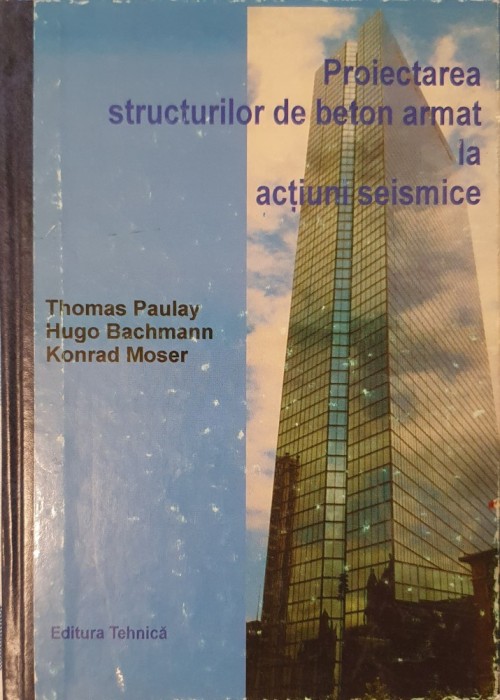 Proiectarea
structurilor de beton armat
la
acțiuni seismice
Thomas Paulay
Hugo Bachmann
Konrad Moser
Editura Tehnică